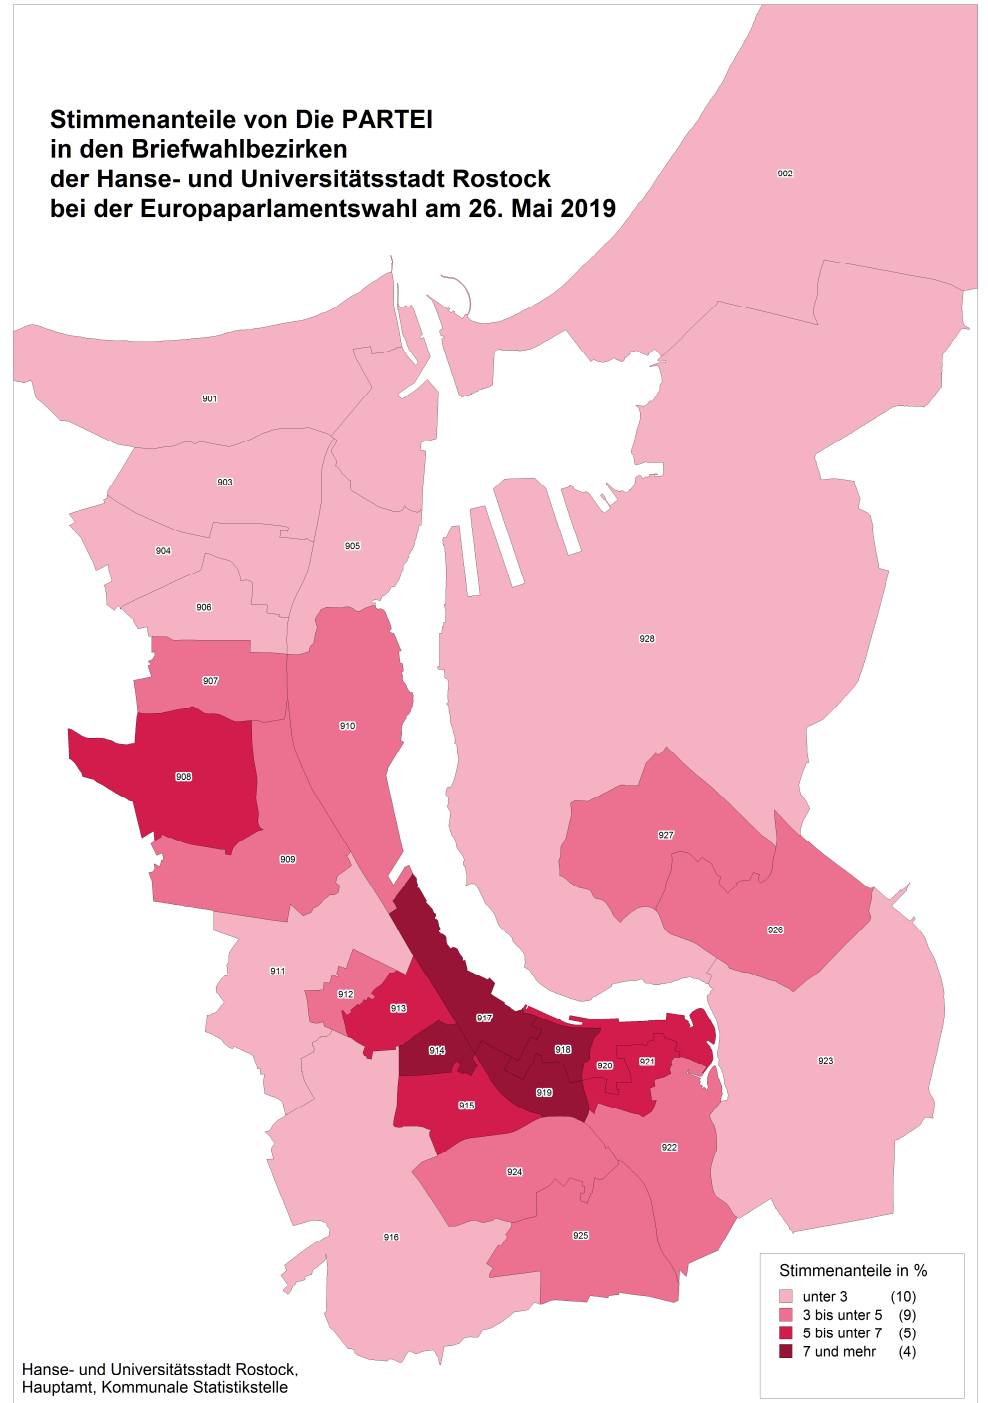 Stimmenanteile von Die PARTEI
in den Briefwahlbezirken
der Hanse- und Universitätsstadt Rostock
bei der Europaparlamentswahl am 26. Mai 2019
902
901
903
904
905
906
928
907
910
908
927
909
926
911
912
913
917
914
918
923
920
921
919
915
922
924
925
916
Stimmenanteile in %
unter 3 (10)
3 bis unter 5 (9)
5 bis unter 7 (5)
7 und mehr (4)
Hanse- und Universitätsstadt Rostock,
Hauptamt, Kommunale Statistikstelle